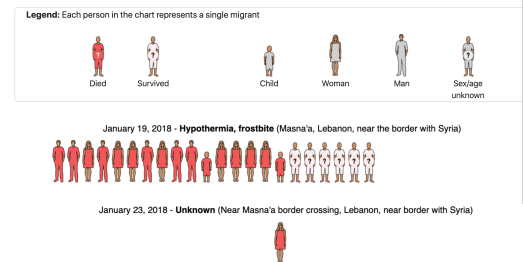 Legend: Each person in the chart represents a single migrant
? ? ?
Died Survived Child Woman Man Sex/age
unknown
January 19, 2018 - Hypothermia, frostbite (Masna'a, Lebanon, near the border with Syria)
? ? ? ? ? ?
January 23, 2018 - Unknown (Near Masna'a border crossing, Lebanon, near border with Syria)